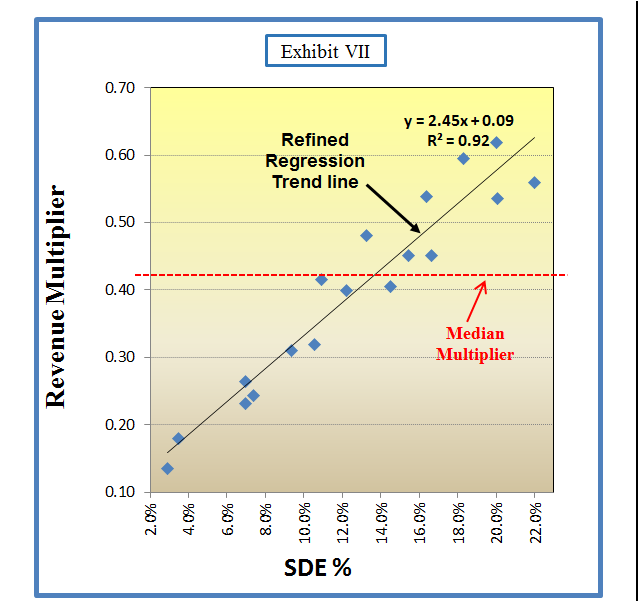 Exhibit VII
0.70
0.60
0.50
0.40
0.30
0.20
0.10
Revenue Multiplier
y = 2.45x + 0.09
R² = 0.92
Refined
Regression
Trend line
Median
Multiplier
2.0%
4.0%
6.0%
8.0%
10.0%
12.0%
14.0%
16.0%
18.0%
20.0%
22.0%
SDE %